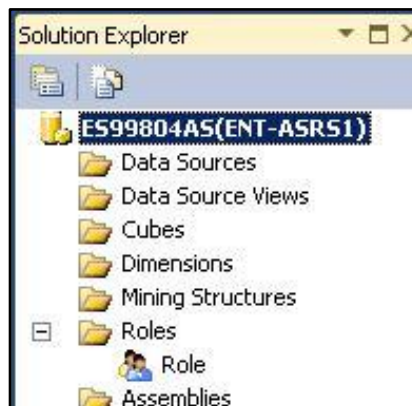 Solution Explorer
ES99804AS(ENT-ASRS1)
Data Sources
Data Source Views
Cubes
Dimensions
Mining Structures
Roles
Role
Assemblies